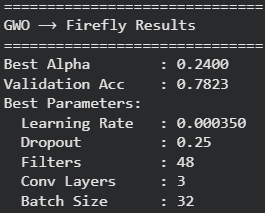 ==============================
GWO → Firefly Results
==============================
Best Alpha        : 0.2400
Validation Acc    : 0.7823
Best Parameters:
  Learning Rate   : 0.000350
  Dropout         : 0.25
  Filters         : 48
  Conv Layers     : 3
  Batch Size      : 32